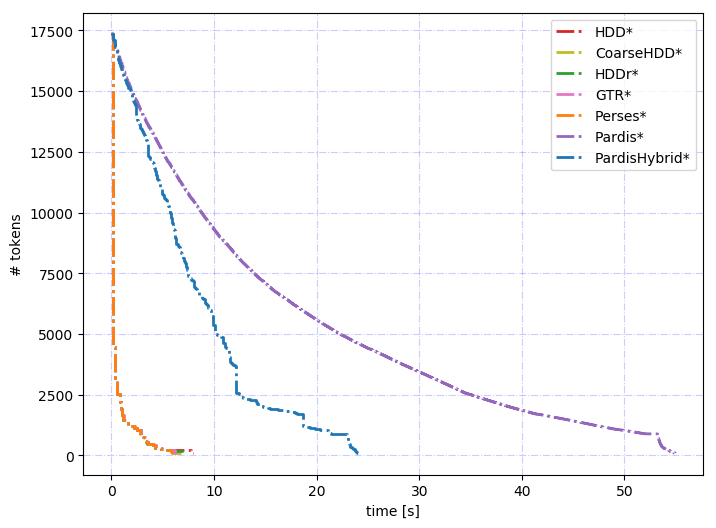 17500
15000
12500
10000
7500
5000
2500
0
# tokens
0 10 20 30 40 50
time [s]
HDD*
CoarseHDD*
HDDr*
GTR*
Perses*
Pardis*
PardisHybrid*